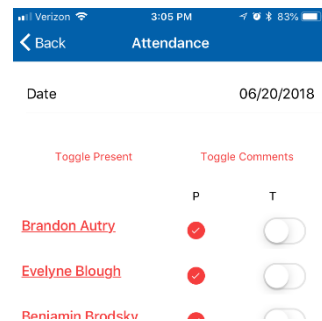 Verizon 3:05 PM 83%
Back Attendance
Date 06/20/2018
Toggle Present Toggle Comments
P T
Brandon Autry
Evelyne Blough
Benjamin Brodsky